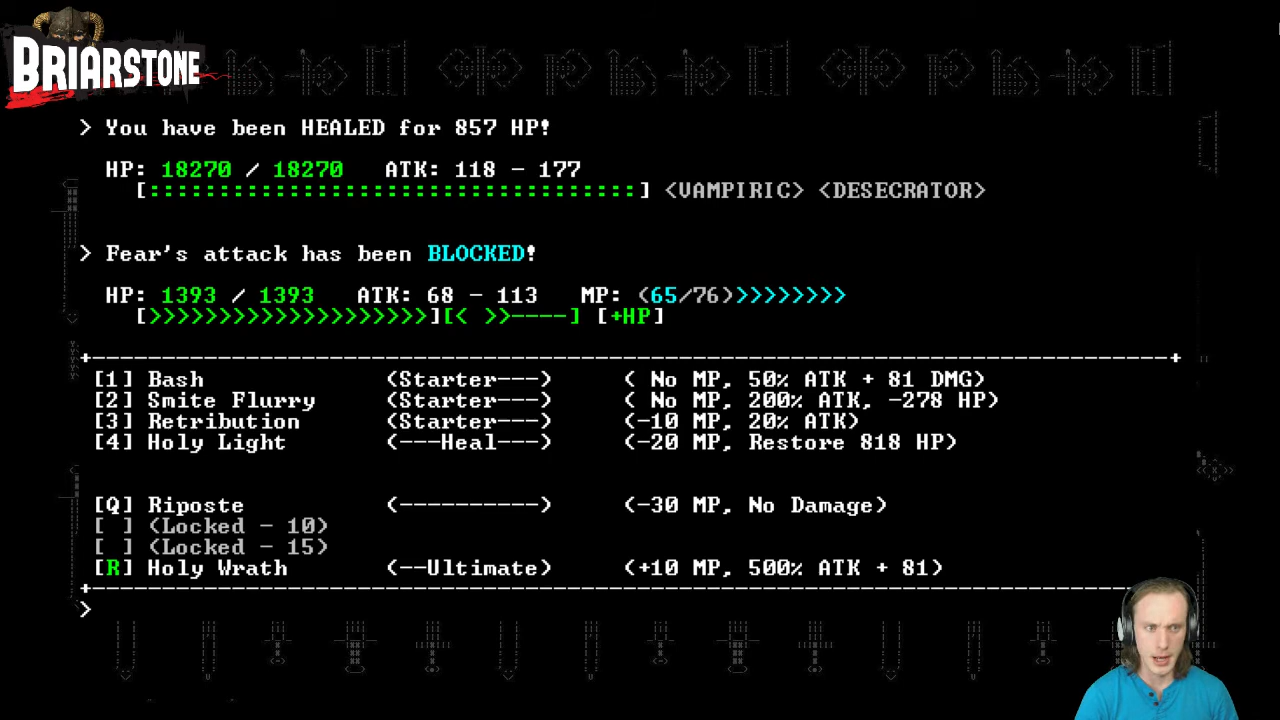 BRIARSTONE
> You have been HEALED for 857 HP!
HP: 18270 / 18270 ATK: 118 - 177
[:::::::::::::::::::::::::::::::::::] <VAMPIRIC> <DESECRATOR>
> Fear's attack has been BLOCKED!
HP: 1393 / 1393 ATK: 68 - 113 MP: (65/76)>>>>>>>>
[>>>>>>>>>>>>>>>>>>>>][< >>----] [+HP]
+-----------------------------------------------------------------------------+
[1] Bash (Starter---) ( No MP, 50% ATK + 81 DMG)
[2] Smite Flurry (Starter---) ( No MP, 200% ATK, -278 HP)
[3] Retribution (Starter---) (-10 MP, 20% ATK)
[4] Holy Light (---Heal---) (-20 MP, Restore 818 HP)
[Q] Riposte (----------) (-30 MP, No Damage)
[ ] (Locked - 10)
[ ] (Locked - 15)
[R] Holy Wrath (--Ultimate) (+10 MP, 500% ATK + 81)
+-----------------------------------------------------------------------------+
>